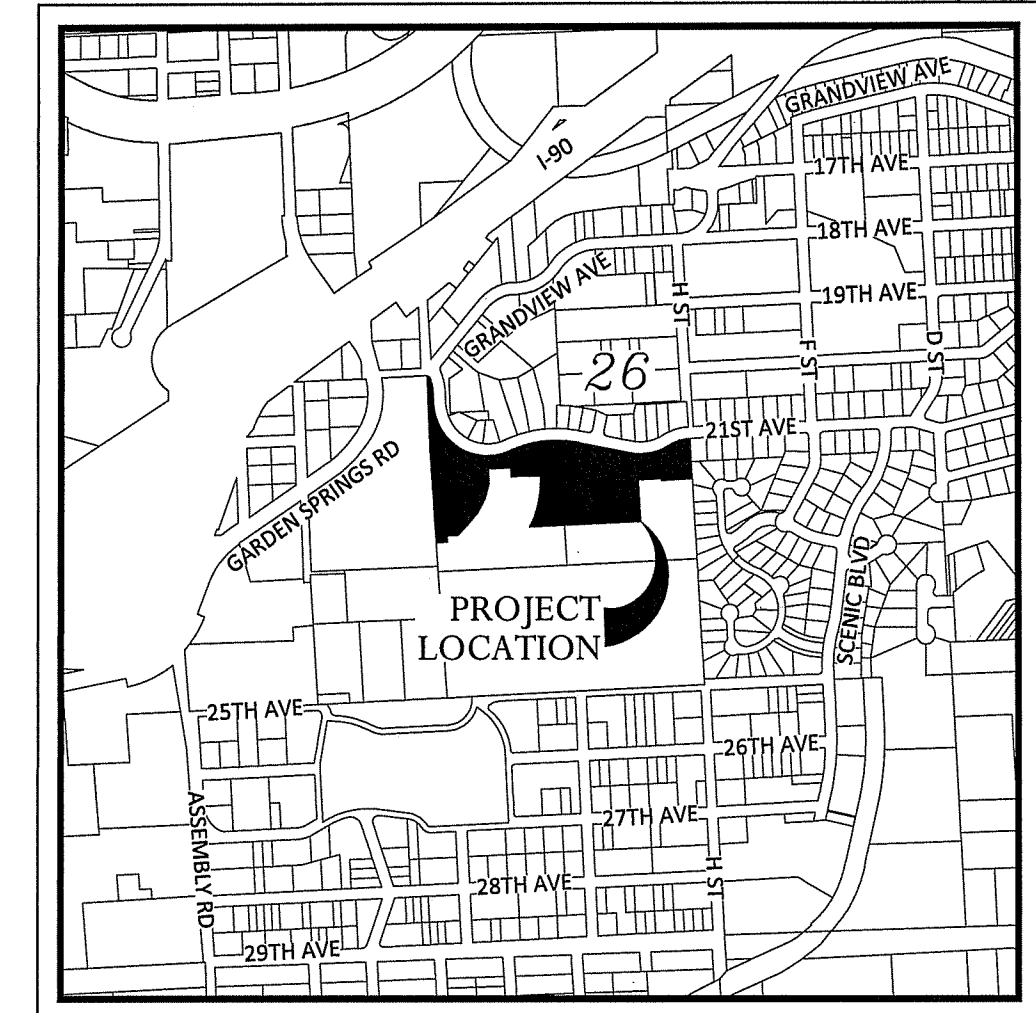 GRANDVIEW AVE
I-90
17TH AVE
18TH AVE
GRANDVIEW AVE
H ST
19TH AVE
26
F ST
D ST
21ST AVE
GARDEN SPRINGS RD
SCENIC BLVD
PROJECT
LOCATION
25TH AVE
26TH AVE
ASSEMBLY RD
27TH AVE
28TH AVE
H ST
29TH AVE